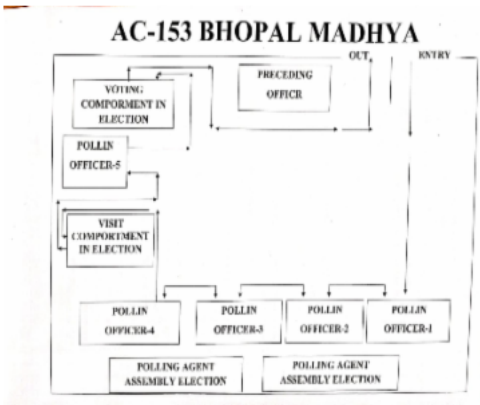 AC-153 BHOPAL MADHYA
OUT
ENTRY
VOTING
COMPORMENT IN
ELECTION
PRECEDING
OFFICR
POLLIN
OFFICER-5
VISIT
COMPORTMENT
IN ELECTION
POLLIN
OFFICER-4
POLLIN
OFFICER-3
POLLIN
OFFICER-2
POLLIN
OFFICER-1
POLLING AGENT
ASSEMBLY ELECTION
POLLING AGENT
ASSEMBLY ELECTION